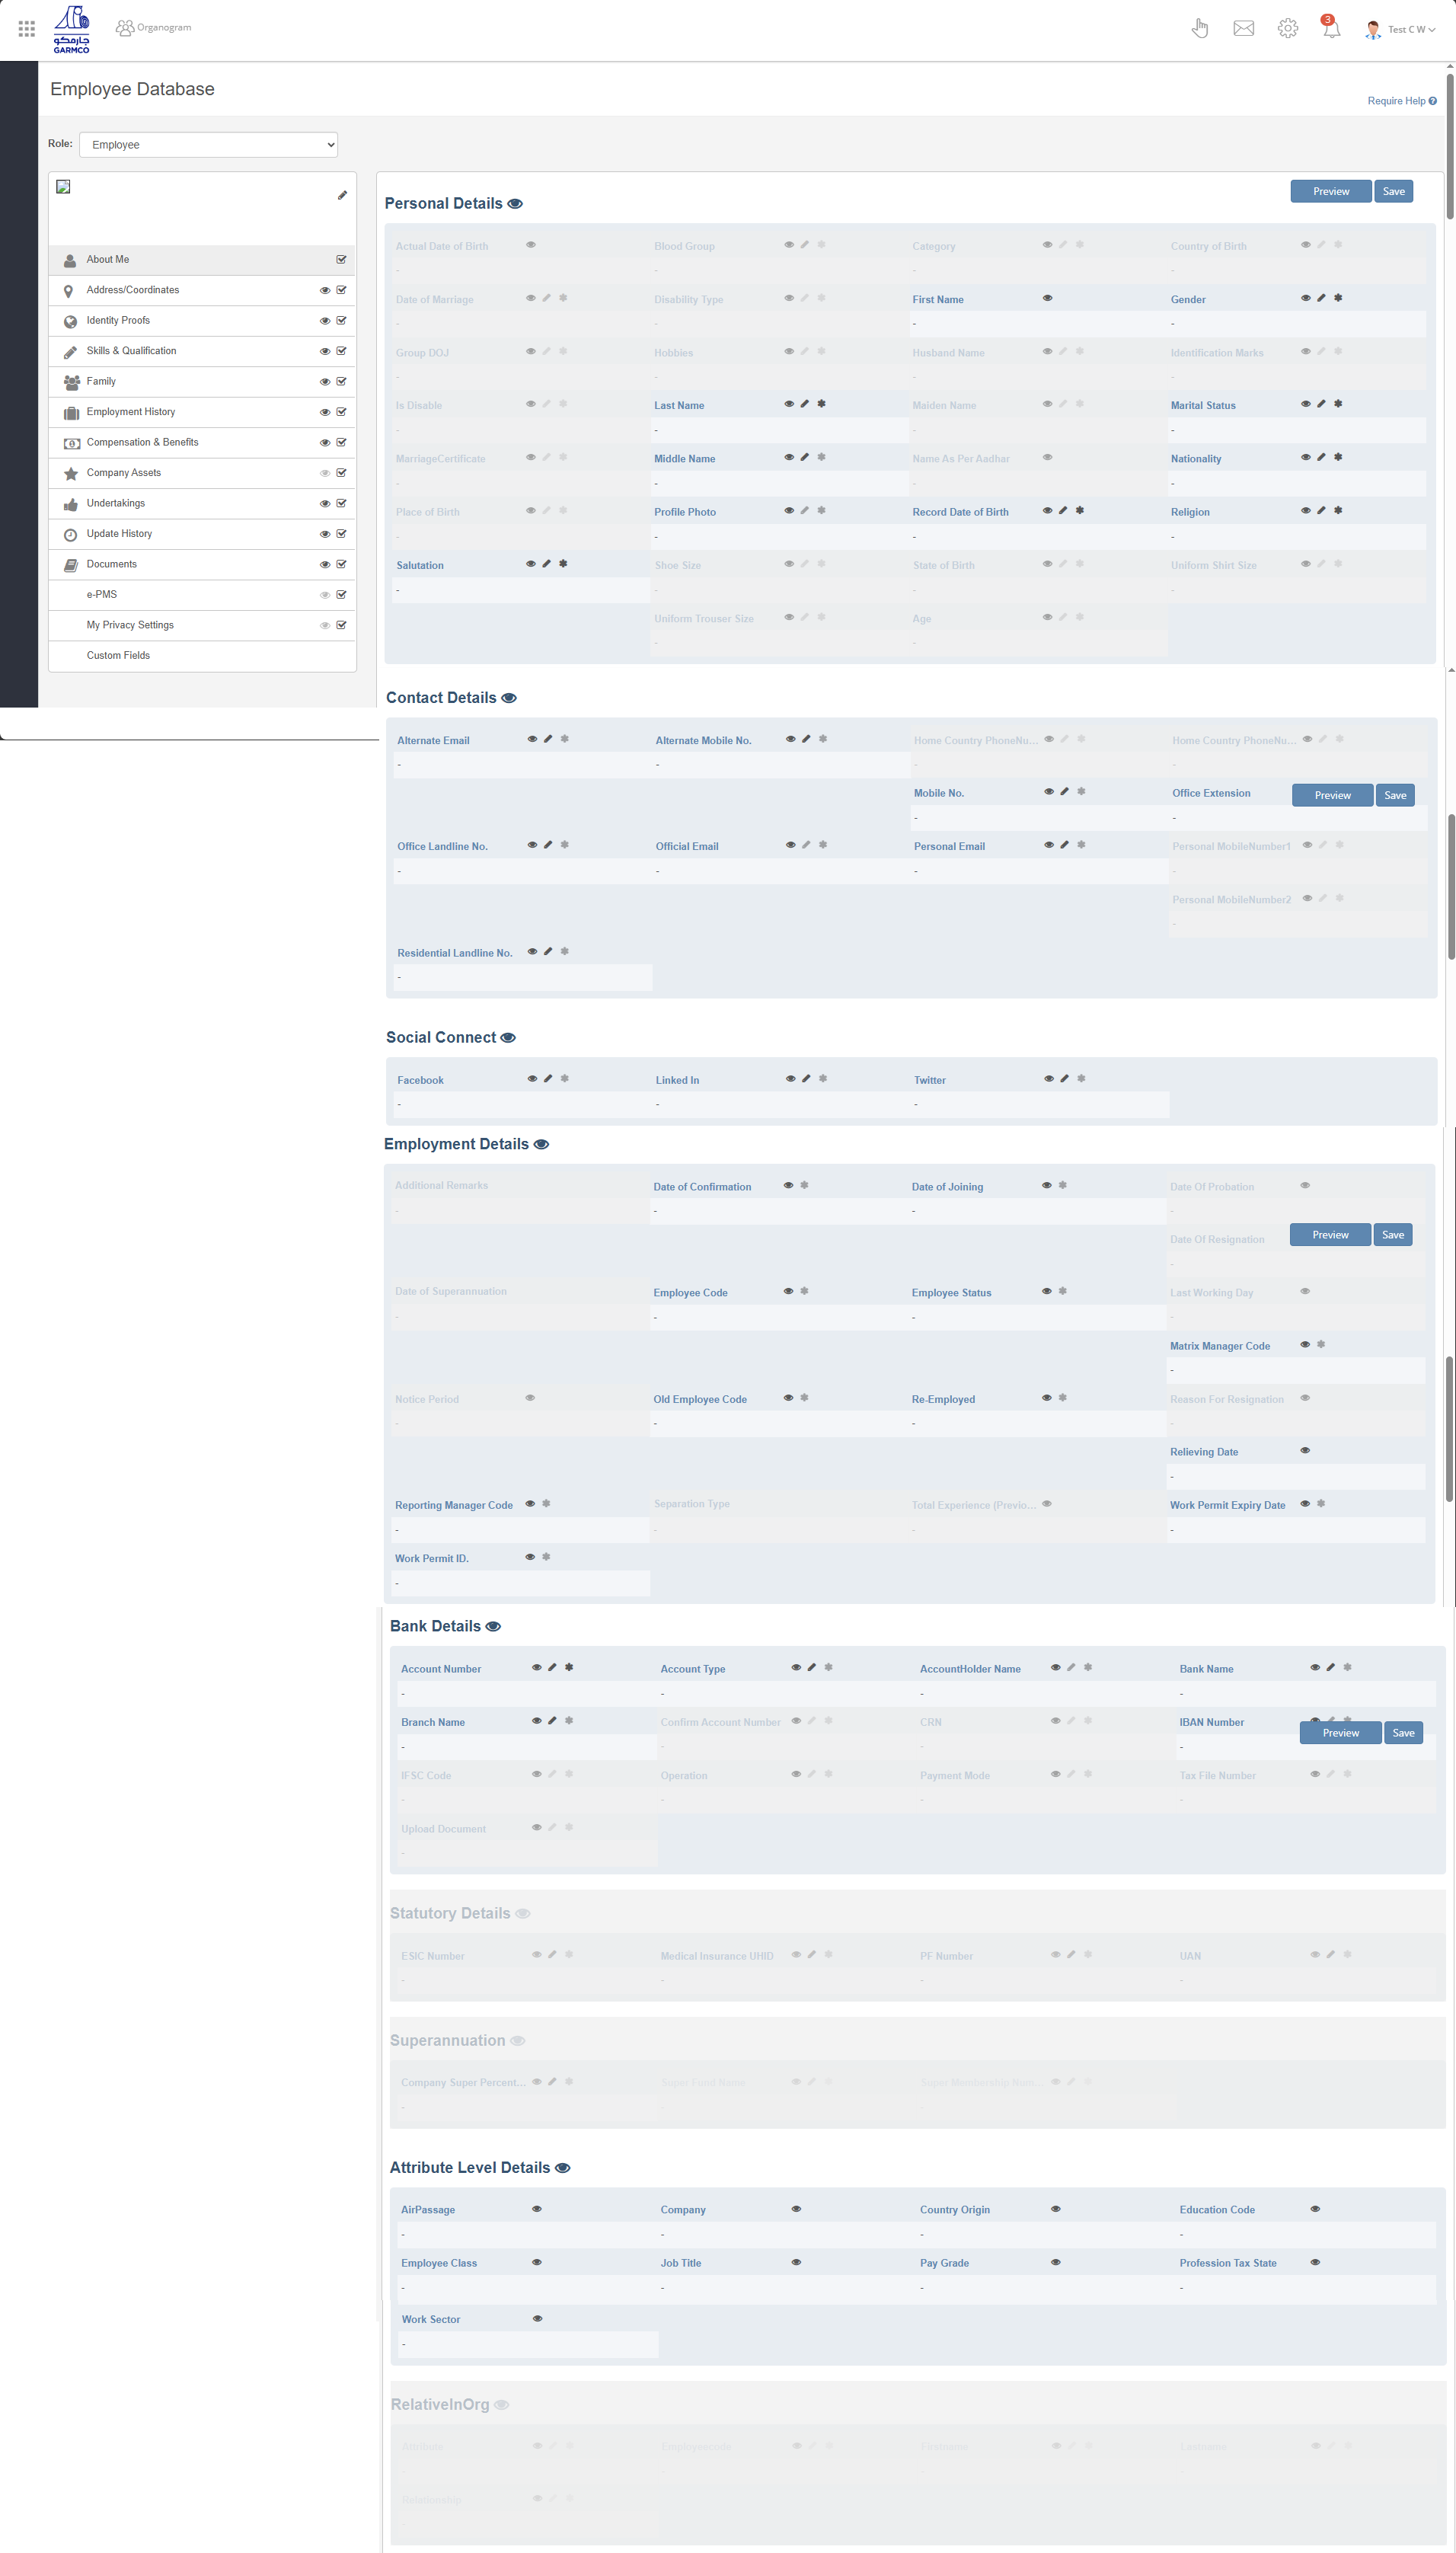 جارمكو
GARMCO
Organogram
3
Test C W
Employee Database
Require Help
Role:
Employee
About Me
Address/Coordinates
Identity Proofs
Skills & Qualification
Family
Employment History
Compensation & Benefits
Company Assets
Undertakings
Update History
Documents
e-PMS
My Privacy Settings
Custom Fields
Preview Save
Personal Details
Actual Date of Birth Blood Group Category Country of Birth
- - - -
Date of Marriage Disability Type First Name Gender
- - - -
Group DOJ Hobbies Husband Name Identification Marks
- - - -
Is Disable Last Name Maiden Name Marital Status
- - - -
MarriageCertificate Middle Name Name As Per Aadhar Nationality
- - - -
Place of Birth Profile Photo Record Date of Birth Religion
- - - -
Salutation Shoe Size State of Birth Uniform Shirt Size
- - - -
Uniform Trouser Size Age
- -
Contact Details
Alternate Email Alternate Mobile No. Home Country PhoneNu... Home Country PhoneNu...
- - - -
Mobile No. Office Extension Preview Save
- -
Office Landline No. Official Email Personal Email Personal MobileNumber1
- - - -
Personal MobileNumber2
-
Residential Landline No.
-
Social Connect
Facebook Linked In Twitter
- - -
Employment Details
Additional Remarks Date of Confirmation Date of Joining Date Of Probation
- - - -
Date Of Resignation Preview Save
-
Date of Superannuation Employee Code Employee Status Last Working Day
- - - -
Matrix Manager Code
-
Notice Period Old Employee Code Re-Employed Reason For Resignation
- - - -
Relieving Date
-
Reporting Manager Code Separation Type Total Experience (Previo... Work Permit Expiry Date
- - - -
Work Permit ID.
-
Bank Details
Account Number Account Type AccountHolder Name Bank Name
- - - -
Branch Name Confirm Account Number CRN IBAN Number
Preview Save
- - - -
IFSC Code Operation Payment Mode Tax File Number
- - - -
Upload Document
-
Statutory Details
ESIC Number Medical Insurance UHID PF Number UAN
- - - -
Superannuation
Company Super Percent... Super Fund Name Super Membership Num...
- - -
Attribute Level Details
AirPassage Company Country Origin Education Code
- - - -
Employee Class Job Title Pay Grade Profession Tax State
- - - -
Work Sector
-
RelativeInOrg
Attribute Employeecode Firstname Lastname
Relationship